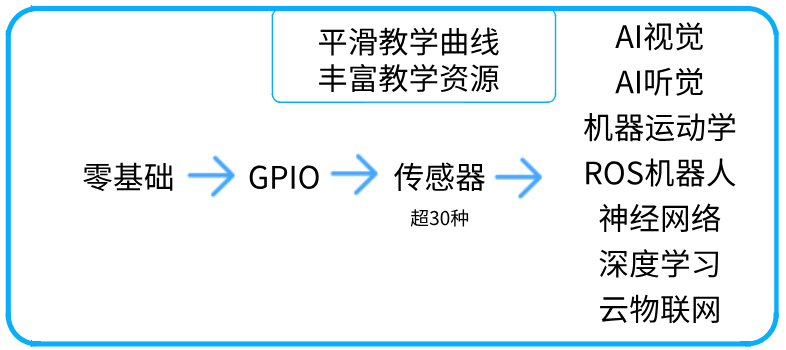 平滑教学曲线
丰富教学资源
零基础
GPIO
传感器
超30种
AI视觉
AI听觉
机器运动学
ROS机器人
神经网络
深度学习
云物联网